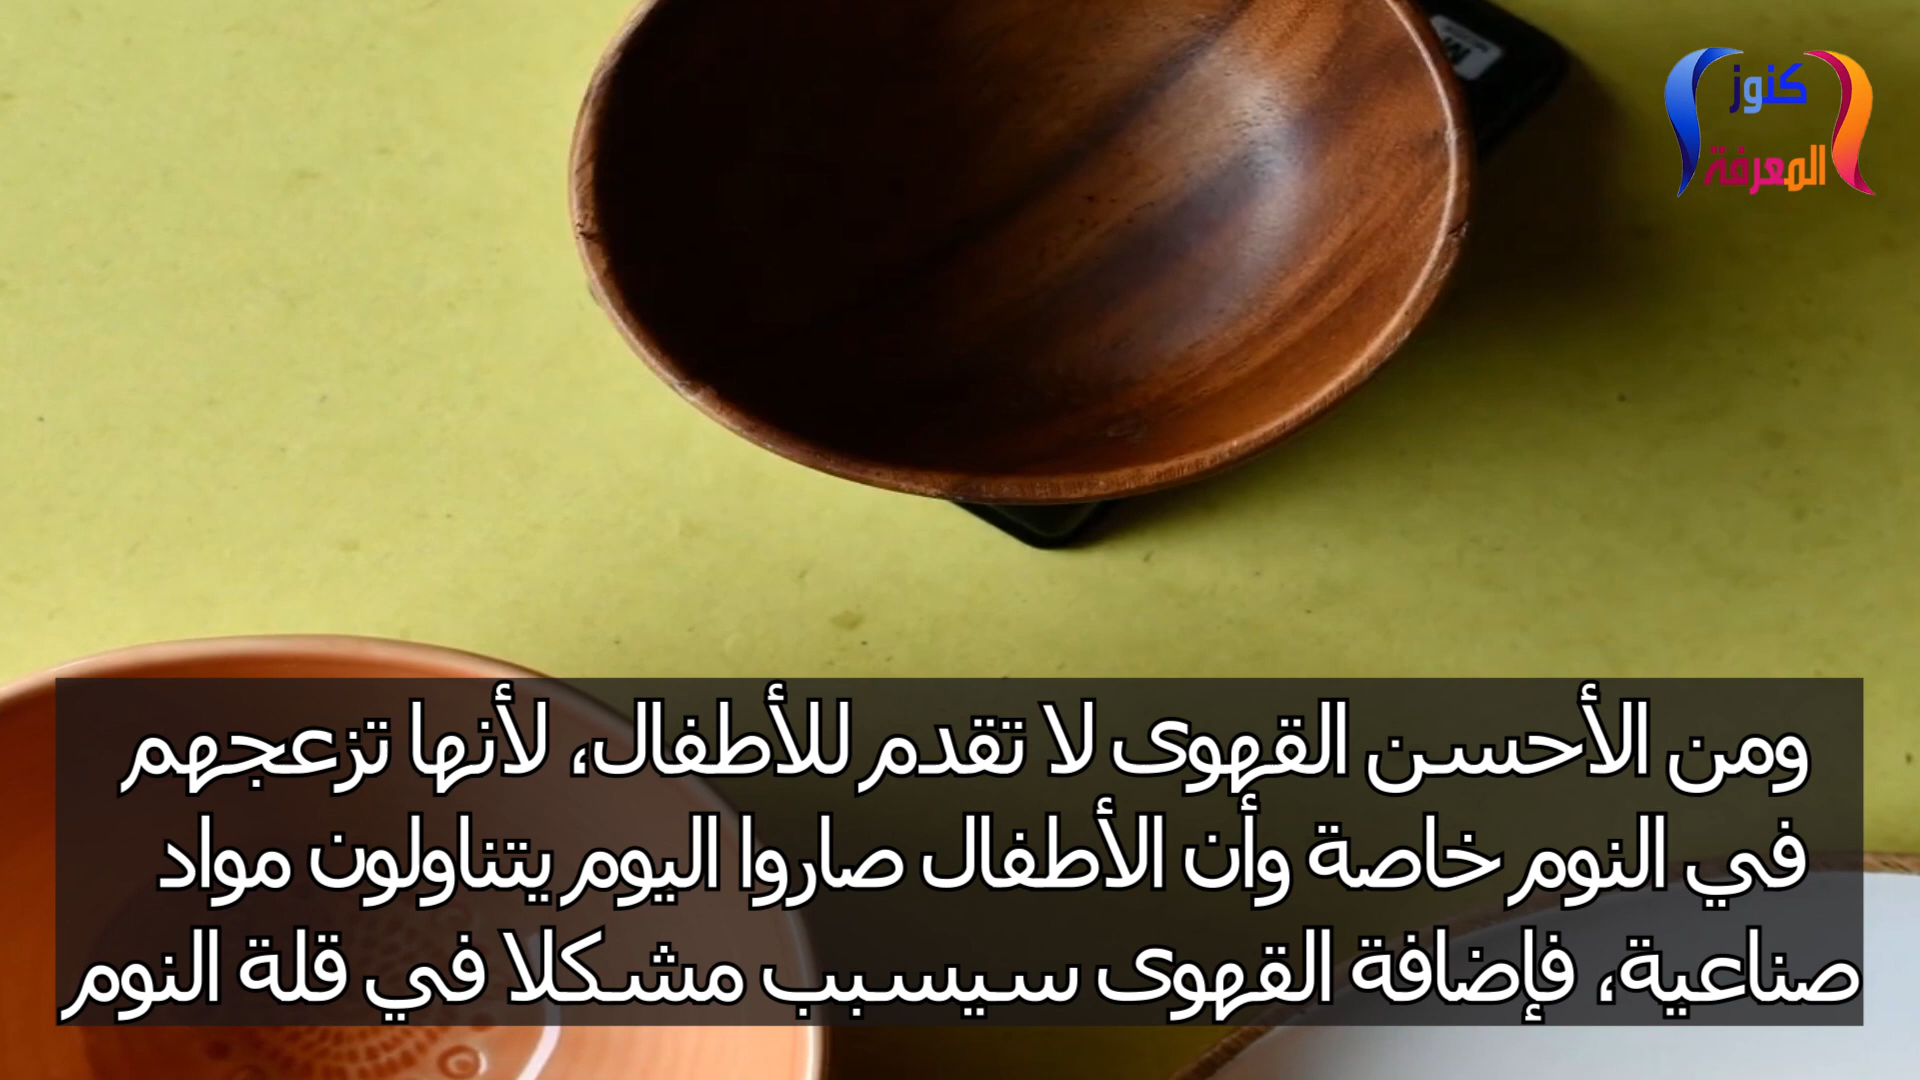 كنوز
المعرفة
ومن الأحسن القهوى لا تقدم للأطفال، لأنها تزعجهم
في النوم خاصة وأن الأطفال صاروا اليوم يتناولون مواد
صناعية، فإضافة القهوى سيسبب مشكلا في قلة النوم